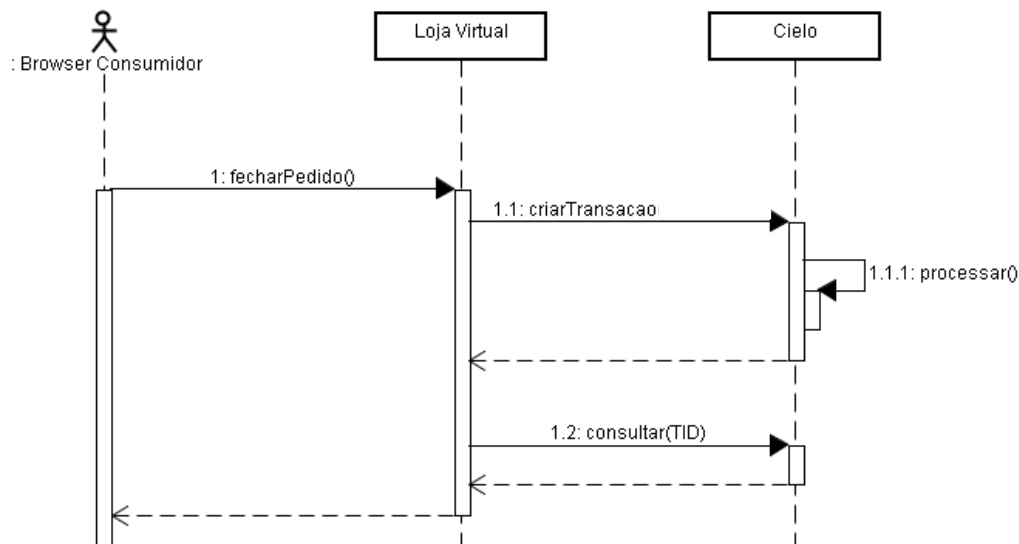 Loja Virtual
Cielo
: Browser Consumidor
1: fecharPedido()
1.1: criarTransacao
1.1.1: processar()
1.2: consultar(TID)